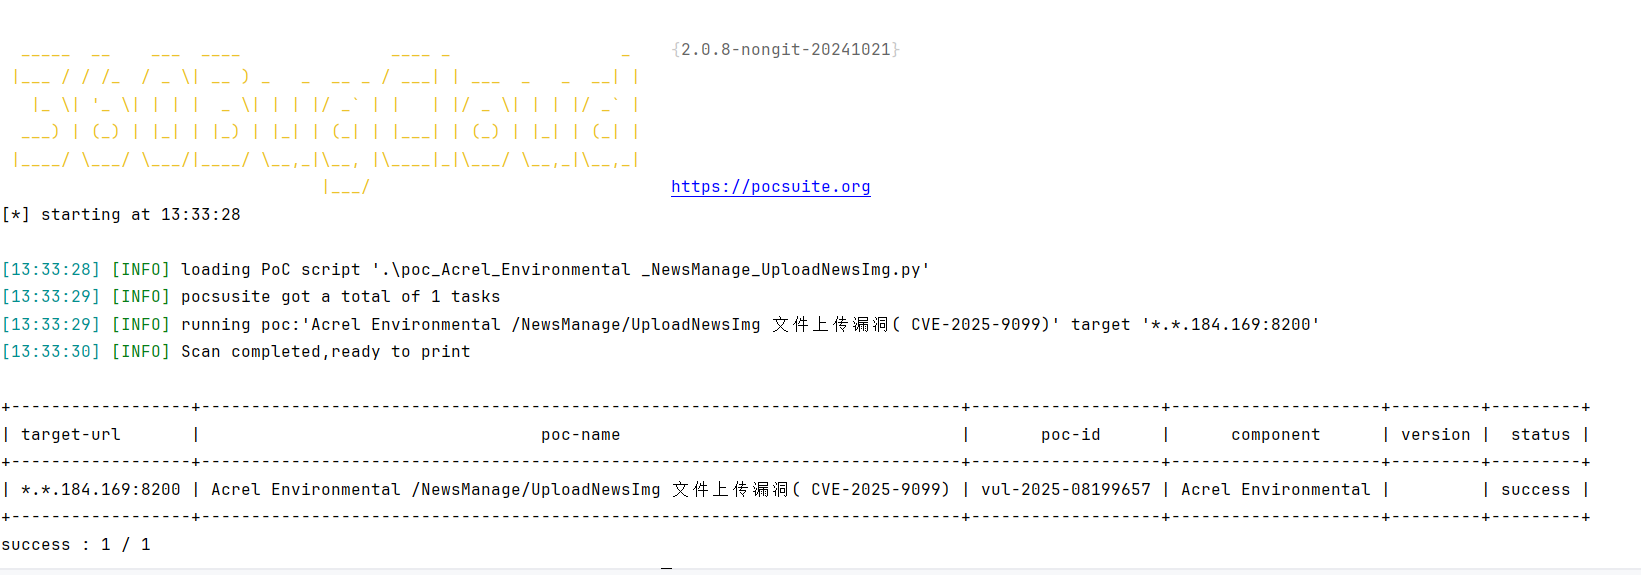 360BugCloud
{2.0.8-nongit-20241021}
https://pocsuite.org
[*] starting at 13:33:28
[13:33:28] [INFO] loading PoC script '.\poc_Acrel_Environmental _NewsManage_UploadNewsImg.py'
[13:33:29] [INFO] pocsusite got a total of 1 tasks
[13:33:29] [INFO] running poc:'Acrel Environmental /NewsManage/UploadNewsImg 文件上传漏洞( CVE-2025-9099)' target '*.*.184.169:8200'
[13:33:30] [INFO] Scan completed,ready to print
| target-url | poc-name | poc-id | component | version | status |
| *.*.184.169:8200 | Acrel Environmental /NewsManage/UploadNewsImg 文件上传漏洞( CVE-2025-9099) | vul-2025-08199657 | Acrel Environmental | | success |
success : 1 / 1